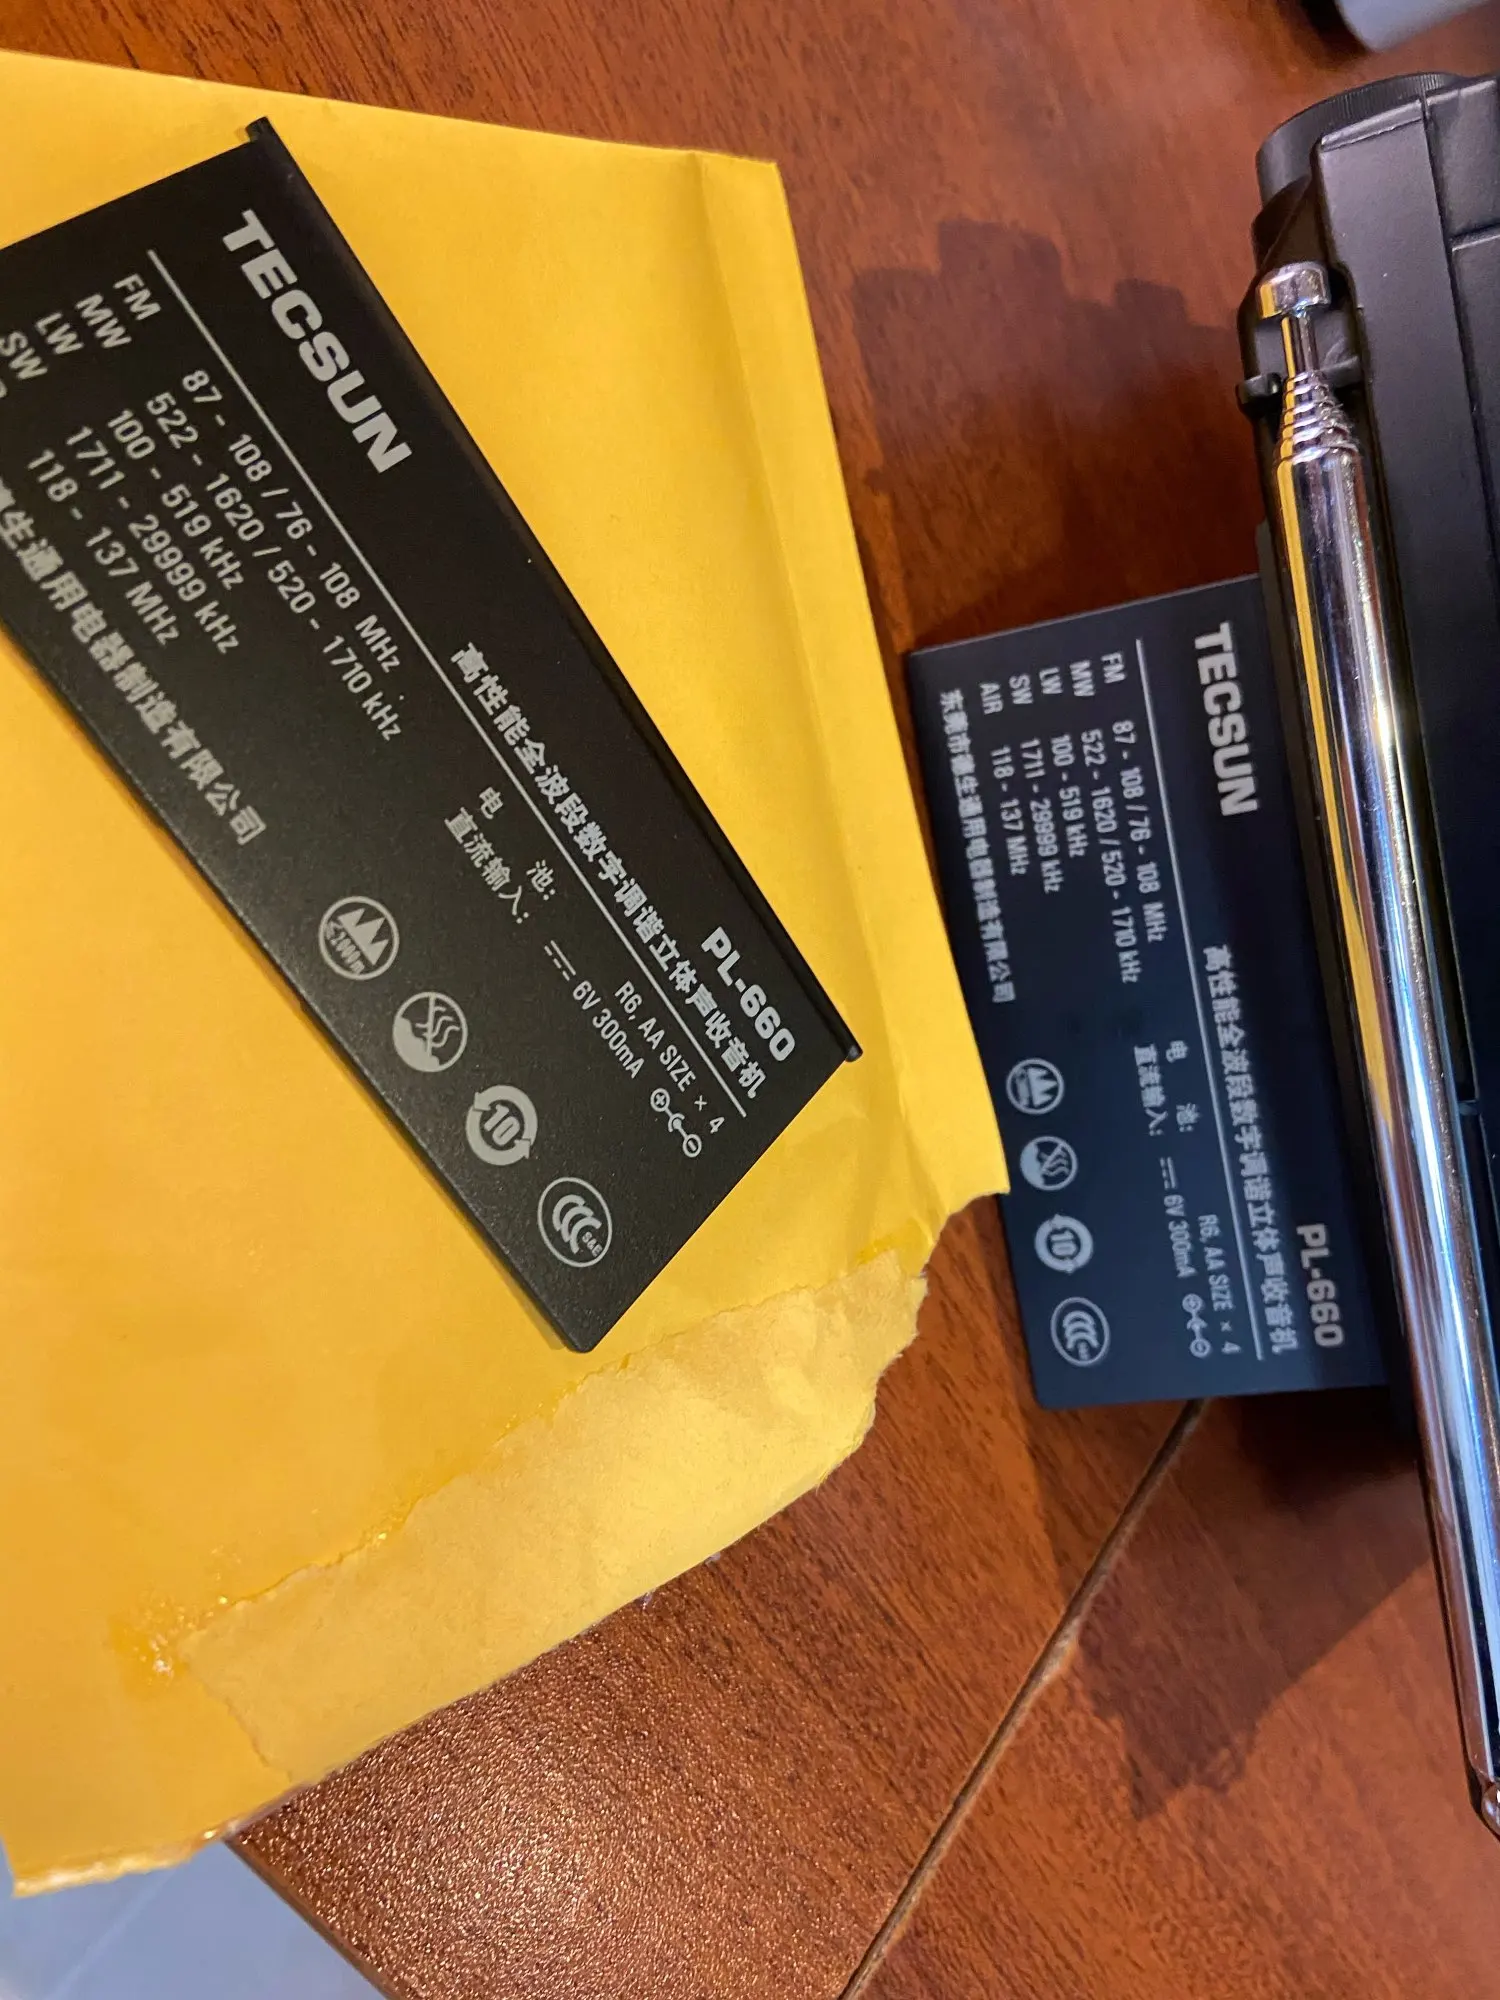 TECSUN
PL-660
高性能全波段数字调谐立体声收音机
FM 87 - 108 / 76 - 108 MHz
MW 522 - 1620 / 520 - 1710 kHz
LW 100 - 519 kHz
SW 1711 - 29999 kHz
118 - 137 MHz
生通用电器制造有限公司
电 池: R6, AA SIZE × 4
直流输入: 6V 300mA
≤2000m
10
CCC
S&E
TECSUN
PL-660
高性能全波段数字调谐立体声收音机
FM 87 - 108 / 76 - 108 MHz
MW 522 - 1620 / 520 - 1710 kHz
LW 100 - 519 kHz
SW 1711 - 29999 kHz
AIR 118 - 137 MHz
东莞市德生通用电器制造有限公司
电 池: R6, AA SIZE × 4
直流输入: 6V 300mA
10
CCC